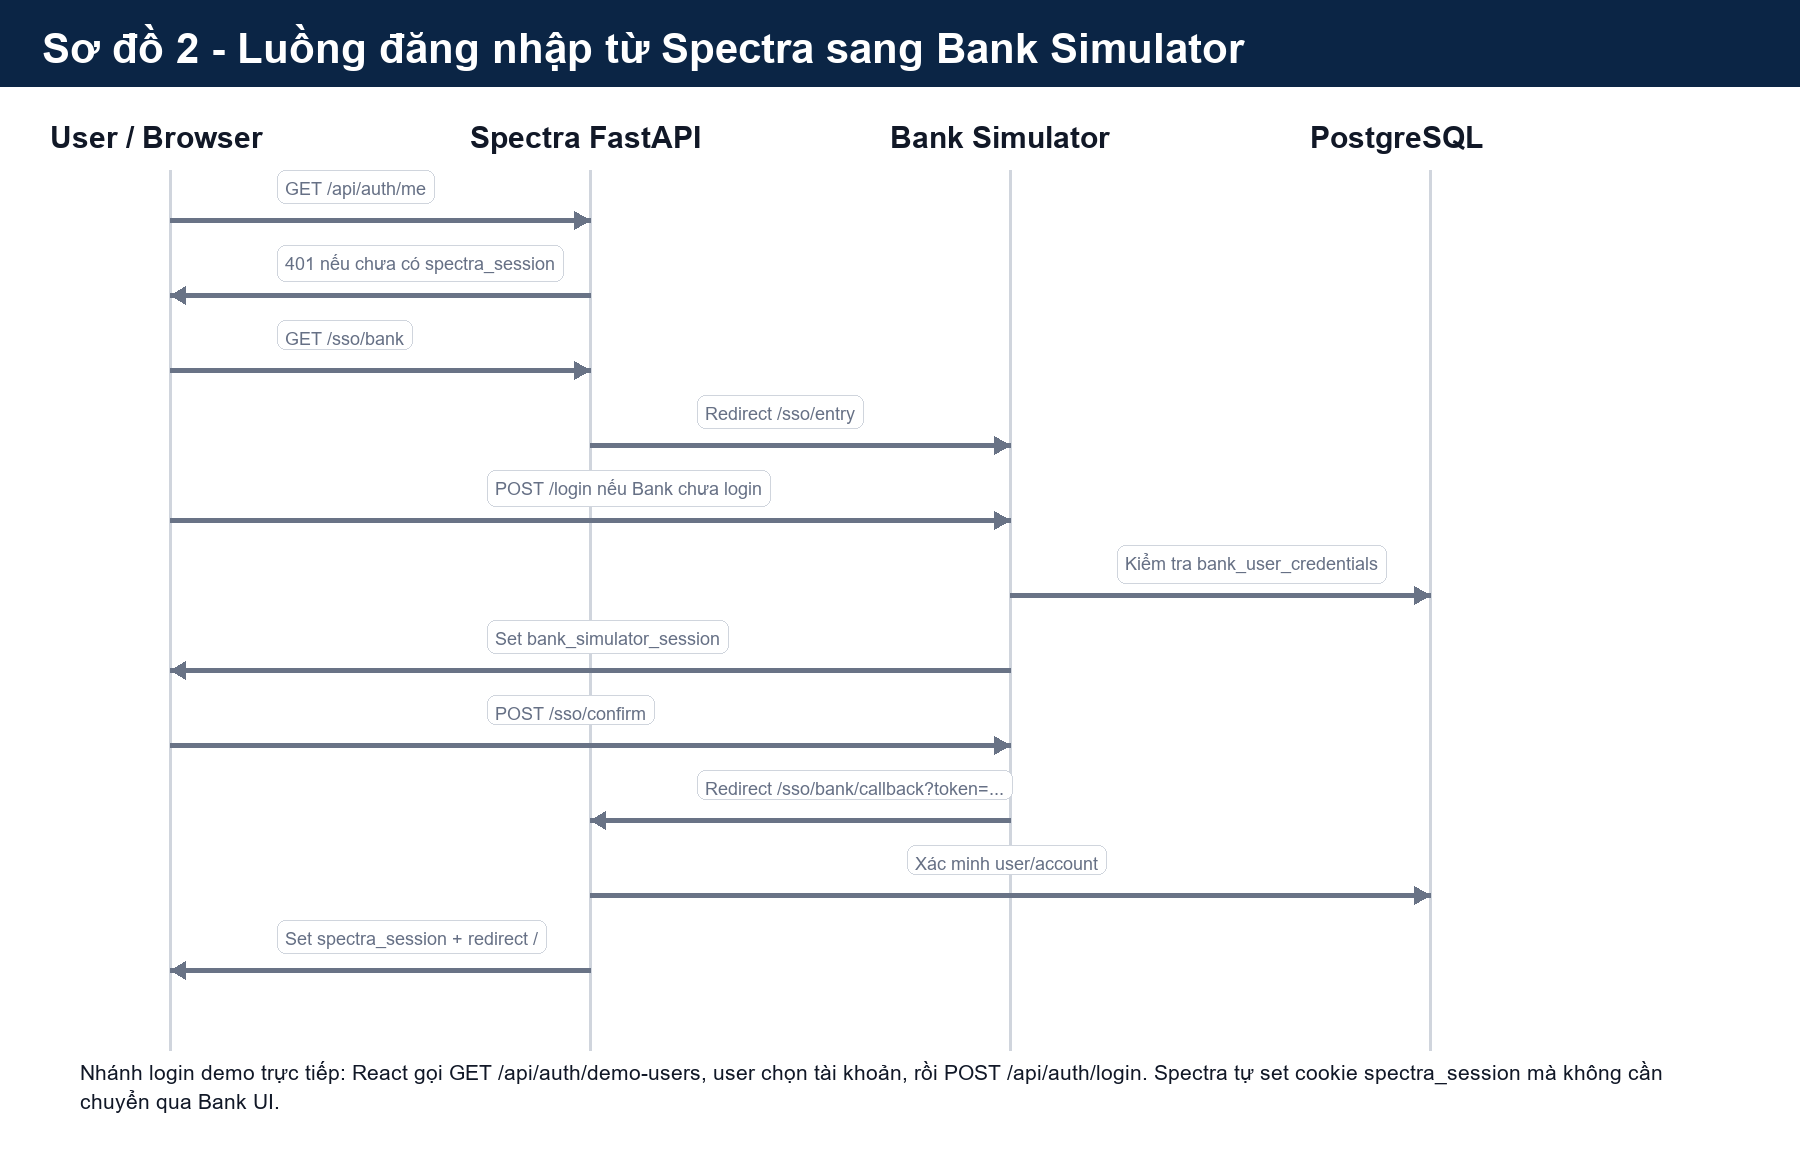 Sơ đồ 2 - Luồng đăng nhập từ Spectra sang Bank Simulator
User / Browser
Spectra FastAPI
Bank Simulator
PostgreSQL
GET /api/auth/me
401 nếu chưa có spectra_session
GET /sso/bank
Redirect /sso/entry
POST /login nếu Bank chưa login
Kiểm tra bank_user_credentials
Set bank_simulator_session
POST /sso/confirm
Redirect /sso/bank/callback?token=...
Xác minh user/account
Set spectra_session + redirect /
Nhánh login demo trực tiếp: React gọi GET /api/auth/demo-users, user chọn tài khoản, rồi POST /api/auth/login. Spectra tự set cookie spectra_session mà không cần
chuyển qua Bank UI.